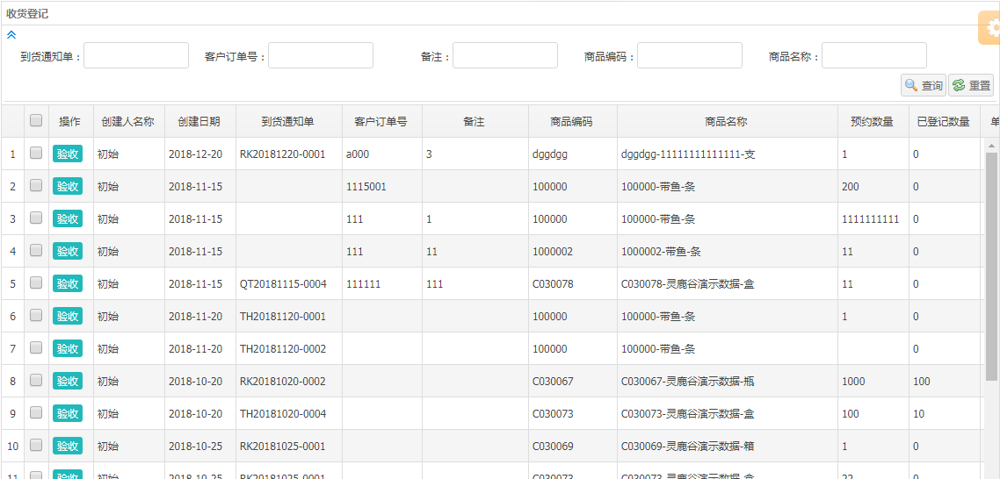 收货登记
到货通知单： 客户订单号： 备注： 商品编码： 商品名称：
查询 重置
操作 创建人名称 创建日期 到货通知单 客户订单号 备注 商品编码 商品名称 预约数量 已登记数量 单
1 验收 初始 2018-12-20 RK20181220-0001 a000 3 dggdgg dggdgg-11111111111111-支 1 0
2 验收 初始 2018-11-15 1115001 100000 100000-带鱼-条 200 0
3 验收 初始 2018-11-15 111 1 100000 100000-带鱼-条 1111111111 0
4 验收 初始 2018-11-15 111 11 1000002 1000002-带鱼-条 11 0
5 验收 初始 2018-11-15 QT20181115-0004 111111 111 C030078 C030078-灵鹿谷演示数据-盒 11 0
6 验收 初始 2018-11-20 TH20181120-0001 100000 100000-带鱼-条 1 0
7 验收 初始 2018-11-20 TH20181120-0002 100000 100000-带鱼-条 0
8 验收 初始 2018-10-20 RK20181020-0002 C030067 C030067-灵鹿谷演示数据-瓶 1000 100
9 验收 初始 2018-10-20 TH20181020-0004 C030073 C030073-灵鹿谷演示数据-盒 100 10
10 验收 初始 2018-10-25 RK20181025-0001 C030069 C030069-灵鹿谷演示数据-箱 1 0
11 验收 初始 2018-10-25 RK20181025-0001 C030073 C030073-灵鹿谷演示数据-盒 22 0